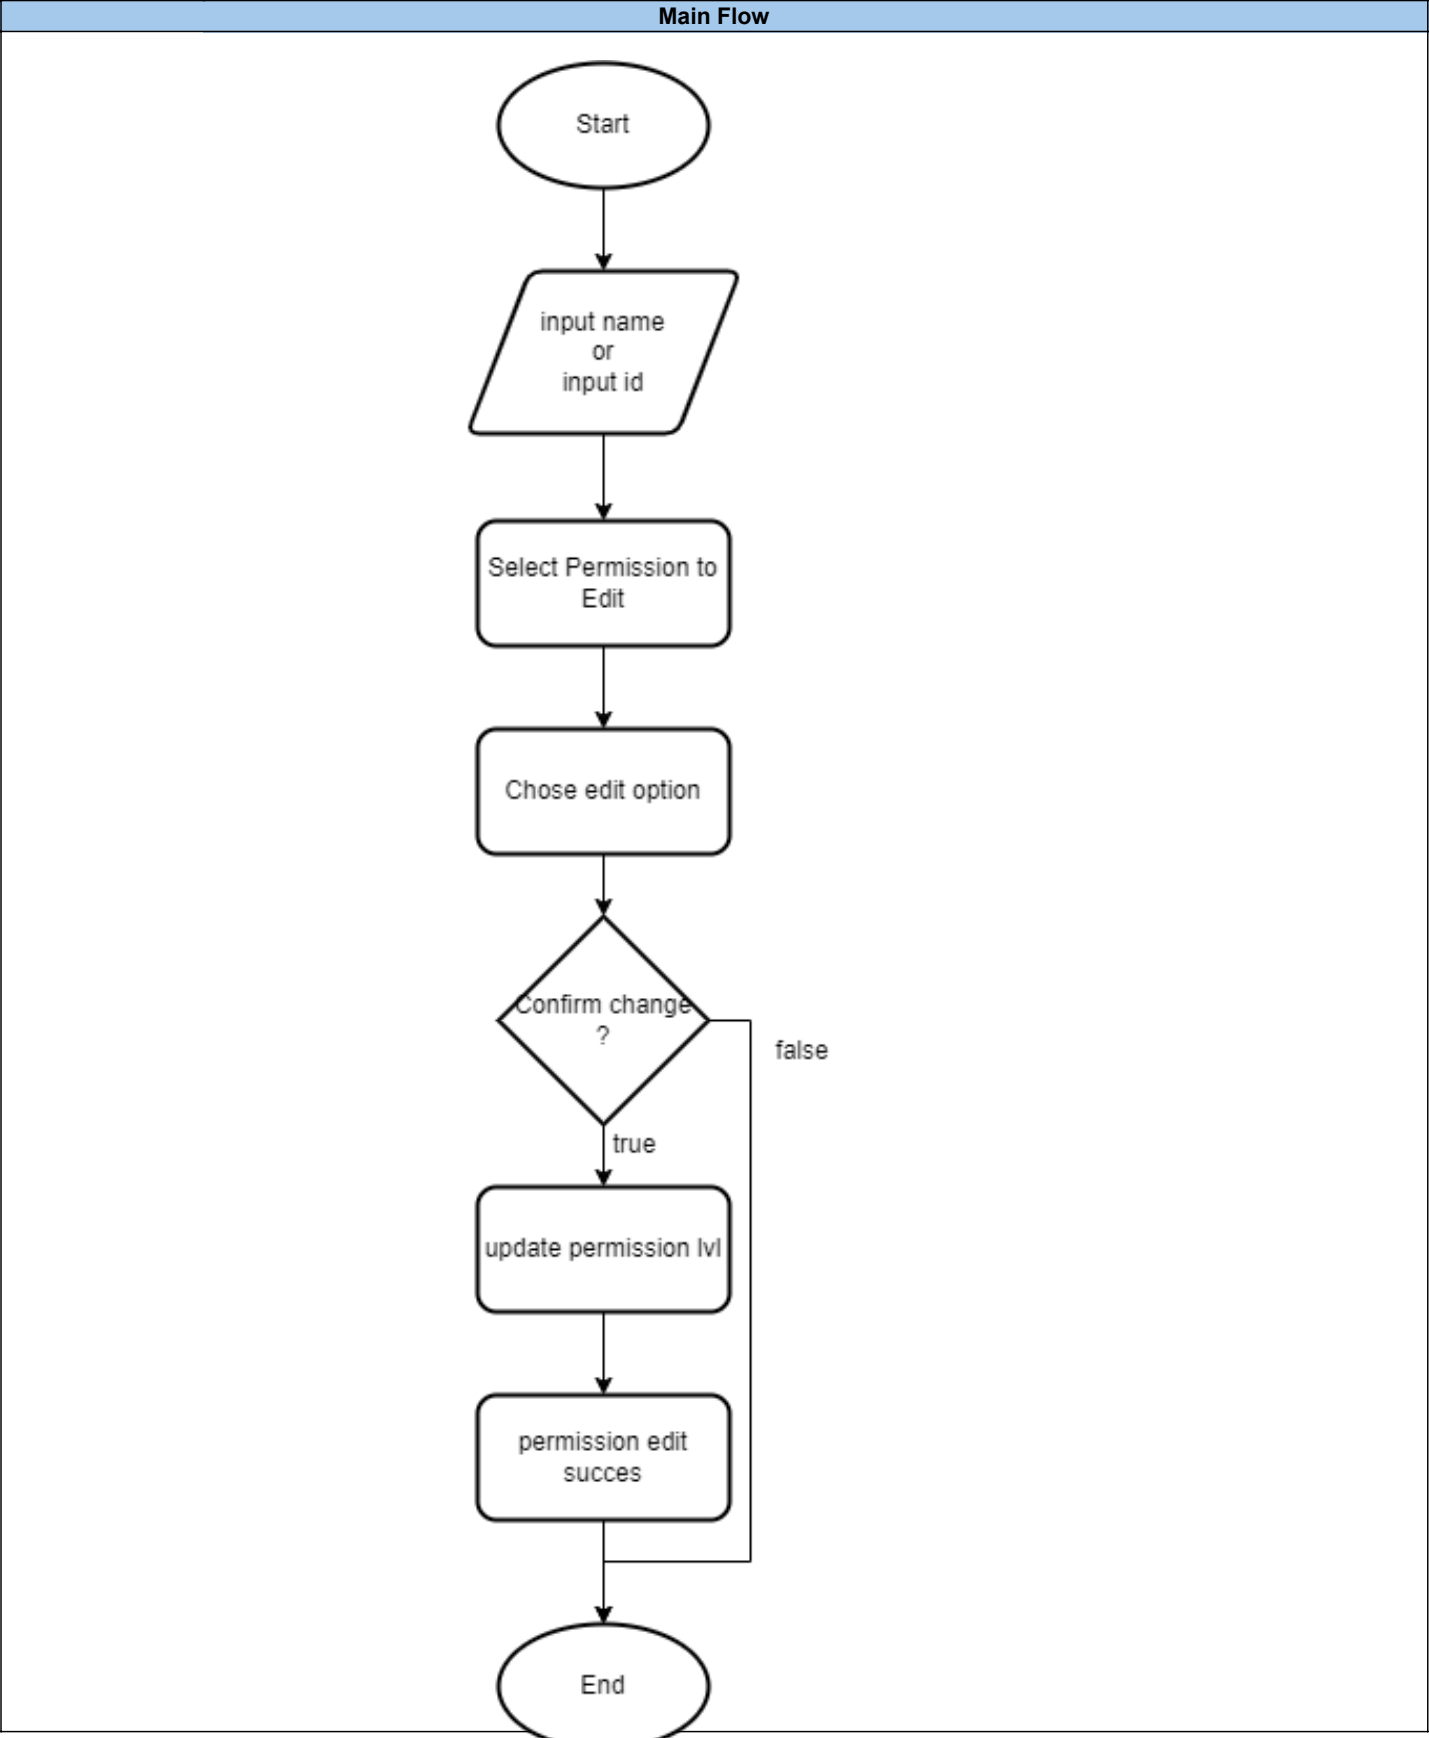 Main Flow
Start
input name
or
input id
Select Permission to
Edit
Chose edit option
Confirm change
?
false
true
update permission lvl
permission edit
succes
End